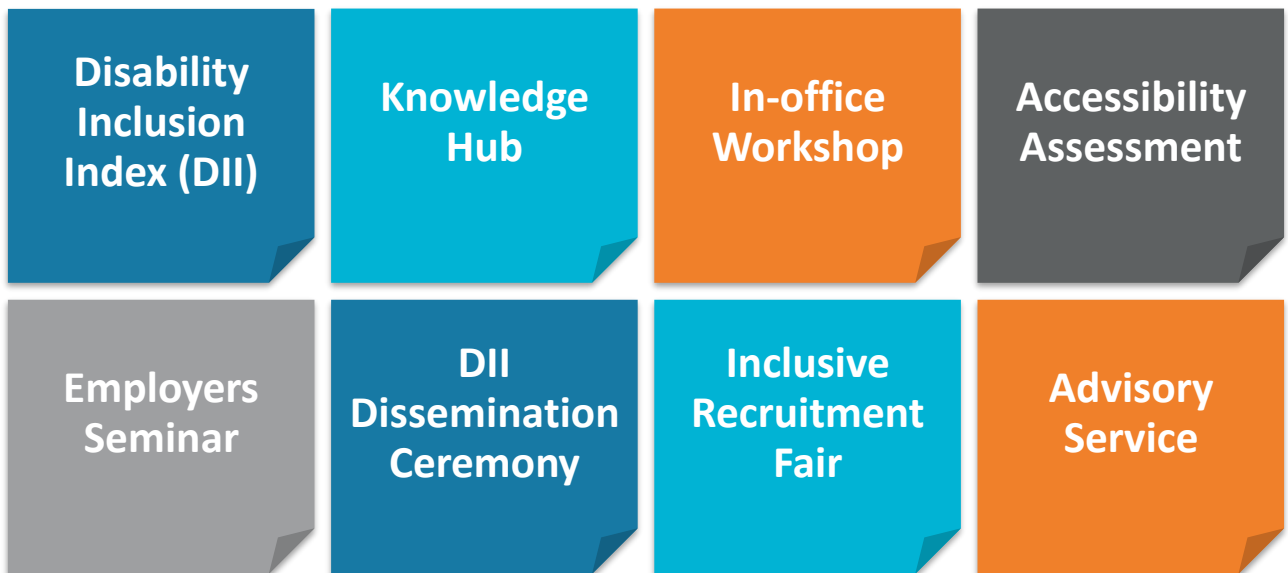 Disability
Inclusion
Index (DII)
Knowledge
Hub
In-office
Workshop
Accessibility
Assessment
Employers
Seminar
DII
Dissemination
Ceremony
Inclusive
Recruitment
Fair
Advisory
Service